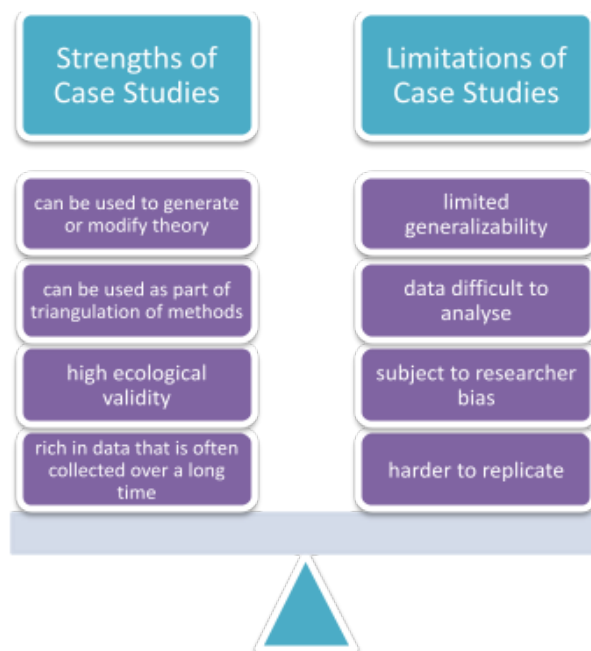 Strengths of
Case Studies
can be used to generate
or modify theory
can be used as part of
triangulation of methods
high ecological
validity
rich in data that is often
collected over a long
time
Limitations of
Case Studies
limited
generalizability
data difficult to
analyse
subject to researcher
bias
harder to replicate